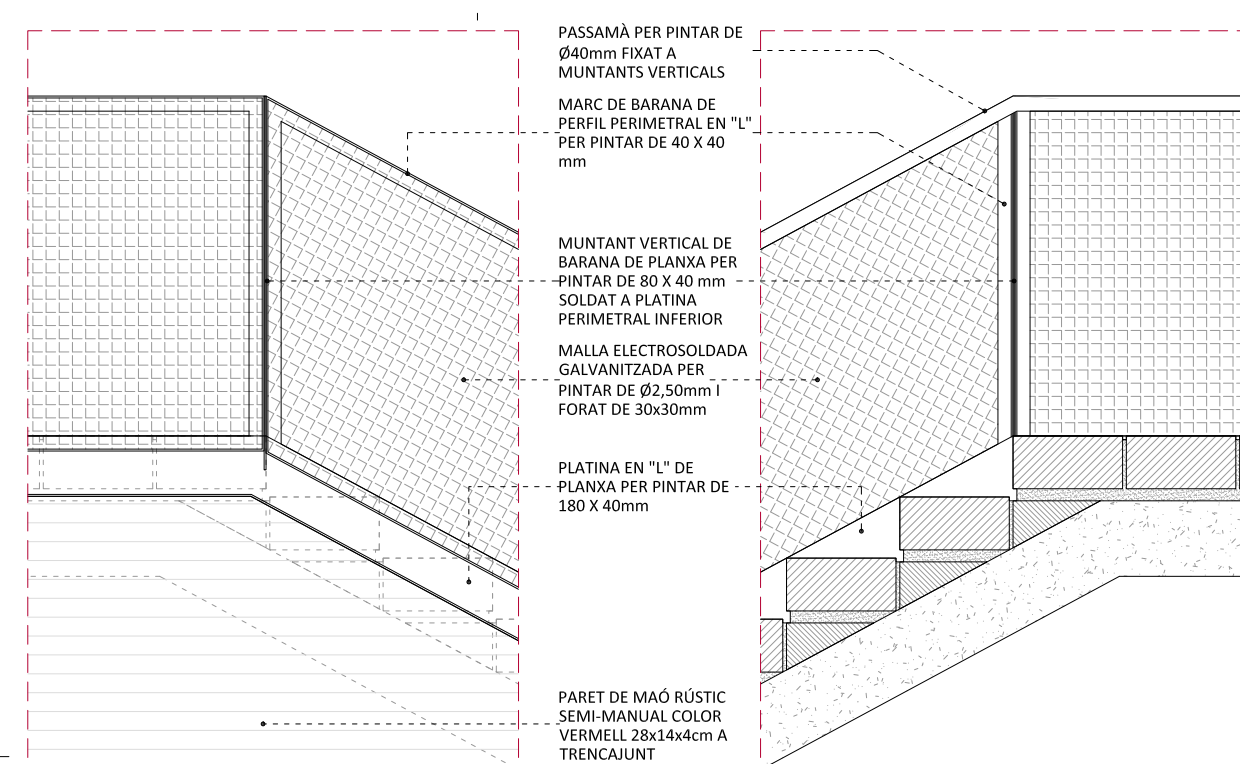 PASSAMÀ PER PINTAR DE
Ø40mm FIXAT A
MUNTANTS VERTICALS
MARC DE BARANA DE
PERFIL PERIMETRAL EN "L"
PER PINTAR DE 40 X 40
mm
MUNTANT VERTICAL DE
BARANA DE PLANXA PER
PINTAR DE 80 X 40 mm
SOLDAT A PLATINA
PERIMETRAL INFERIOR
MALLA ELECTROSOLDADA
GALVANITZADA PER
PINTAR DE Ø2,50mm I
FORAT DE 30x30mm
PLATINA EN "L" DE
PLANXA PER PINTAR DE
180 X 40mm
PARET DE MAÓ RÚSTIC
SEMI-MANUAL COLOR
VERMELL 28x14x4cm A
TRENCAJUNT